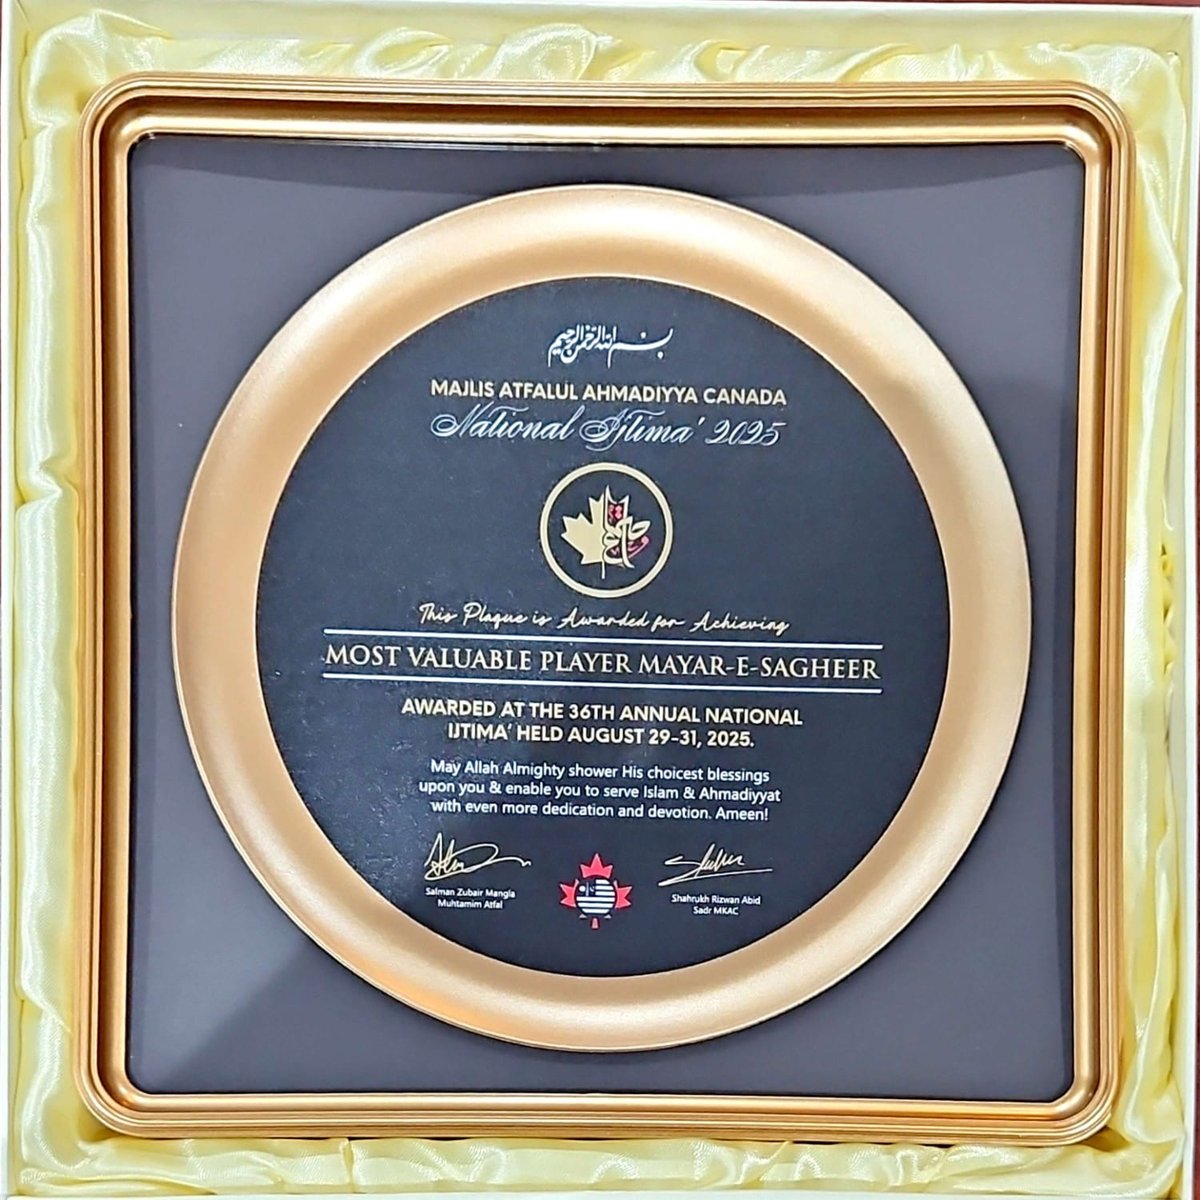 بسم الله الرحمن الرحيم
MAJLIS ATFALUL AHMADIYYA CANADA
National Ijtima' 2025
This Plaque is Awarded for Achieving
MOST VALUABLE PLAYER MAYAR-E-SAGHEER
AWARDED AT THE 36TH ANNUAL NATIONAL
IJTIMA' HELD AUGUST 29-31, 2025.
May Allah Almighty shower His choicest blessings
upon you & enable you to serve Islam & Ahmadiyyat
with even more dedication and devotion. Ameen!
Salman Zubair Mangla
Muhtamim Atfal
Shahrukh Rizwan Abid
Sadr MKAC